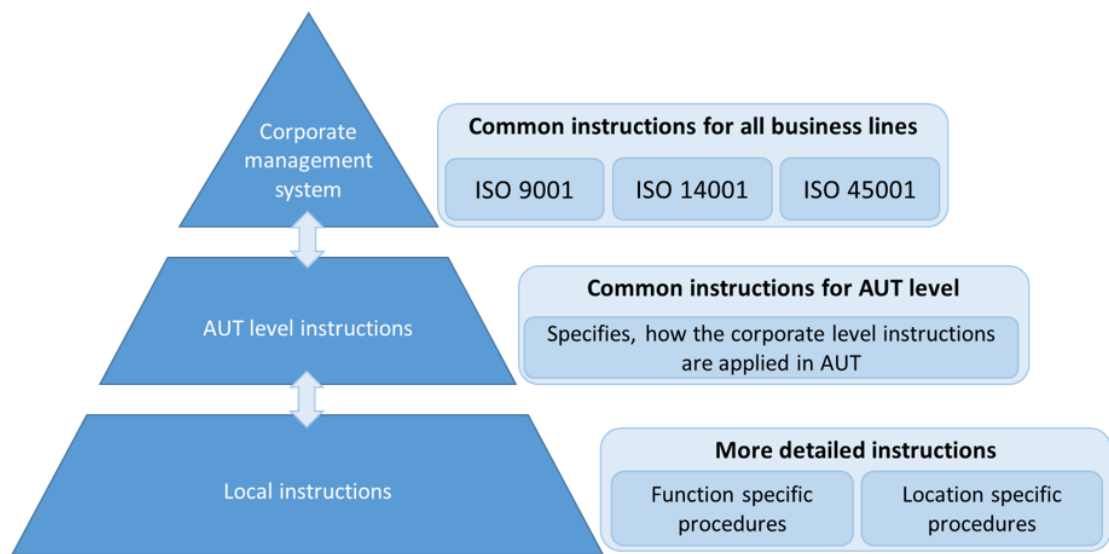 Corporate
management
system
Common instructions for all business lines
ISO 9001
ISO 14001
ISO 45001
AUT level instructions
Common instructions for AUT level
Specifies, how the corporate level instructions
are applied in AUT
Local instructions
More detailed instructions
Function specific
procedures
Location specific
procedures